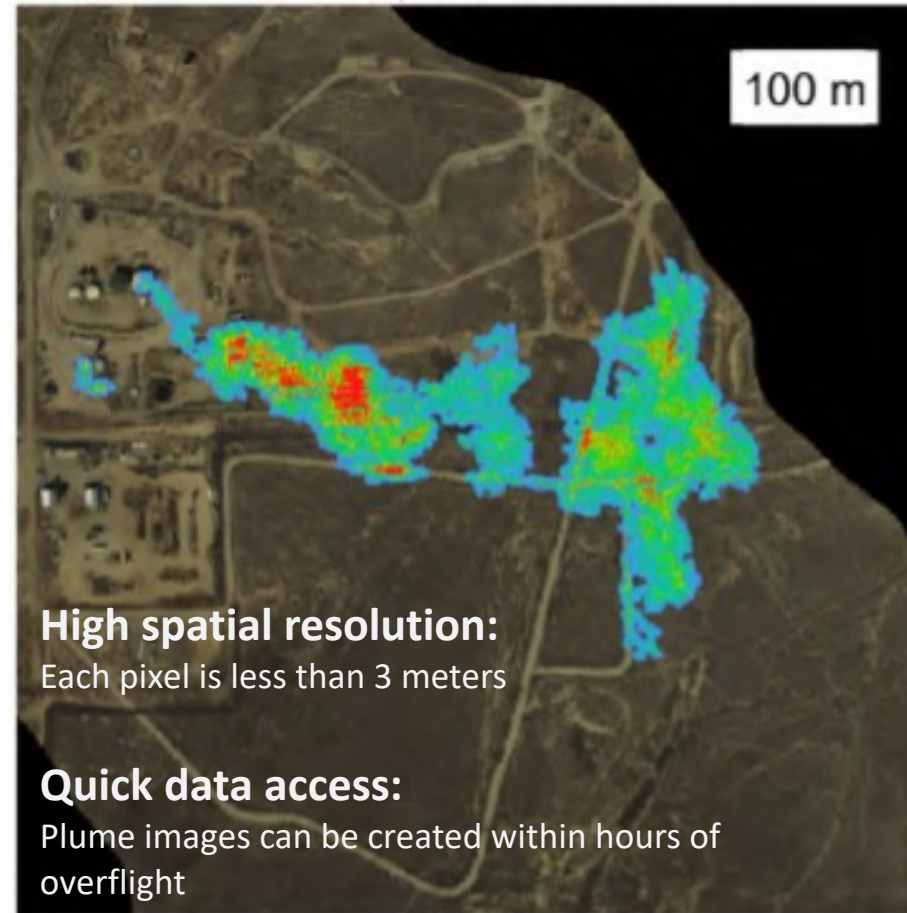 100 m
High spatial resolution:
Each pixel is less than 3 meters
Quick data access:
Plume images can be created within hours of
overflight